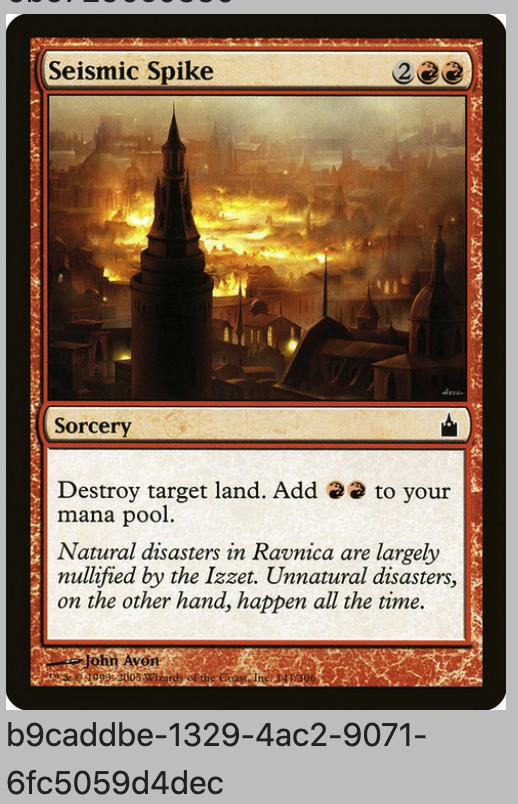 Seismic Spike 2
Sorcery
Destroy target land. Add to your
mana pool.
Natural disasters in Ravnica are largely
nullified by the Izzet. Unnatural disasters,
on the other hand, happen all the time.
John Avon
™ & © 1993-2005 Wizards of the Coast, Inc. 141/306
b9caddbe-1329-4ac2-9071-
6fc5059d4dec